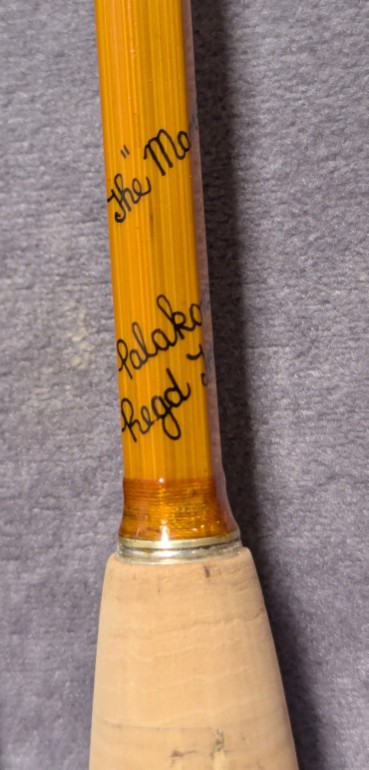 "The Ma
Palako
Regd